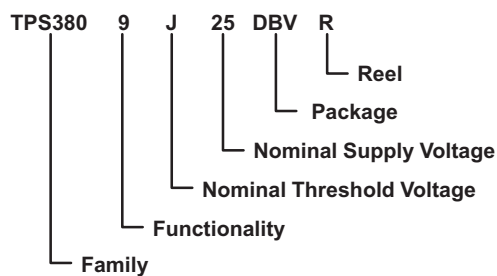 TPS380 9 J 25 DBV R
Reel
Package
Nominal Supply Voltage
Nominal Threshold Voltage
Functionality
Family